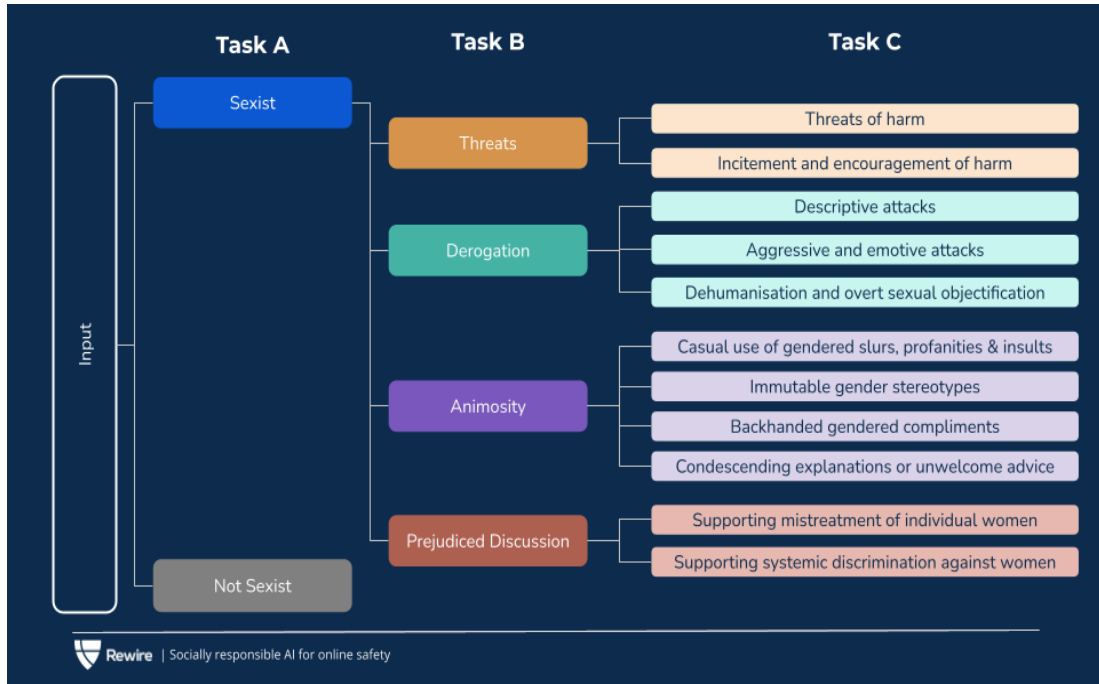 Task A
Task B
Task C
Input
Sexist
Not Sexist
Threats
Derogation
Animosity
Prejudiced Discussion
Threats of harm
Incitement and encouragement of harm
Descriptive attacks
Aggressive and emotive attacks
Dehumanisation and overt sexual objectification
Casual use of gendered slurs, profanities & insults
Immutable gender stereotypes
Backhanded gendered compliments
Condescending explanations or unwelcome advice
Supporting mistreatment of individual women
Supporting systemic discrimination against women
Rewire | Socially responsible AI for online safety